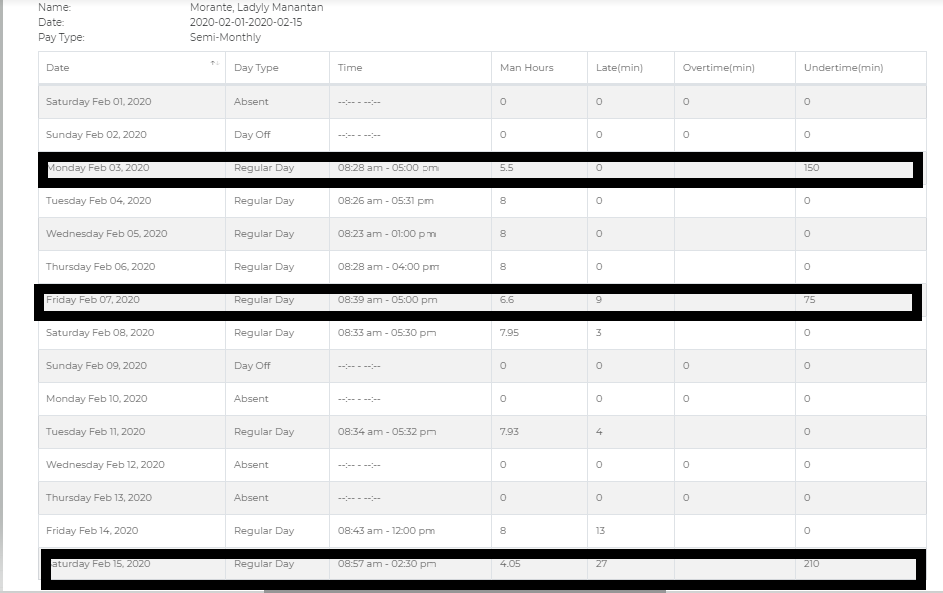 Name: Morante, Ladyly Manantan
Date: 2020-02-01-2020-02-15
Pay Type: Semi-Monthly
Date Day Type Time Man Hours Late(min) Overtime(min) Undertime(min)
Saturday Feb 01, 2020 Absent --:-- - --:-- 0 0 0 0
Sunday Feb 02, 2020 Day Off --:-- - --:-- 0 0 0 0
Monday Feb 03, 2020 Regular Day 08:28 am - 05:00 pm 5.5 0 150
Tuesday Feb 04, 2020 Regular Day 08:26 am - 05:31 pm 8 0 0
Wednesday Feb 05, 2020 Regular Day 08:23 am - 01:00 pm 8 0 0
Thursday Feb 06, 2020 Regular Day 08:28 am - 04:00 pm 8 0 0
Friday Feb 07, 2020 Regular Day 08:39 am - 05:00 pm 6.6 9 75
Saturday Feb 08, 2020 Regular Day 08:33 am - 05:30 pm 7.95 3 0
Sunday Feb 09, 2020 Day Off --:-- - --:-- 0 0 0 0
Monday Feb 10, 2020 Absent --:-- - --:-- 0 0 0 0
Tuesday Feb 11, 2020 Regular Day 08:34 am - 05:32 pm 7.93 4 0
Wednesday Feb 12, 2020 Absent --:-- - --:-- 0 0 0 0
Thursday Feb 13, 2020 Absent --:-- - --:-- 0 0 0 0
Friday Feb 14, 2020 Regular Day 08:43 am - 12:00 pm 8 13 0
Saturday Feb 15, 2020 Regular Day 08:57 am - 02:30 pm 4.05 27 210